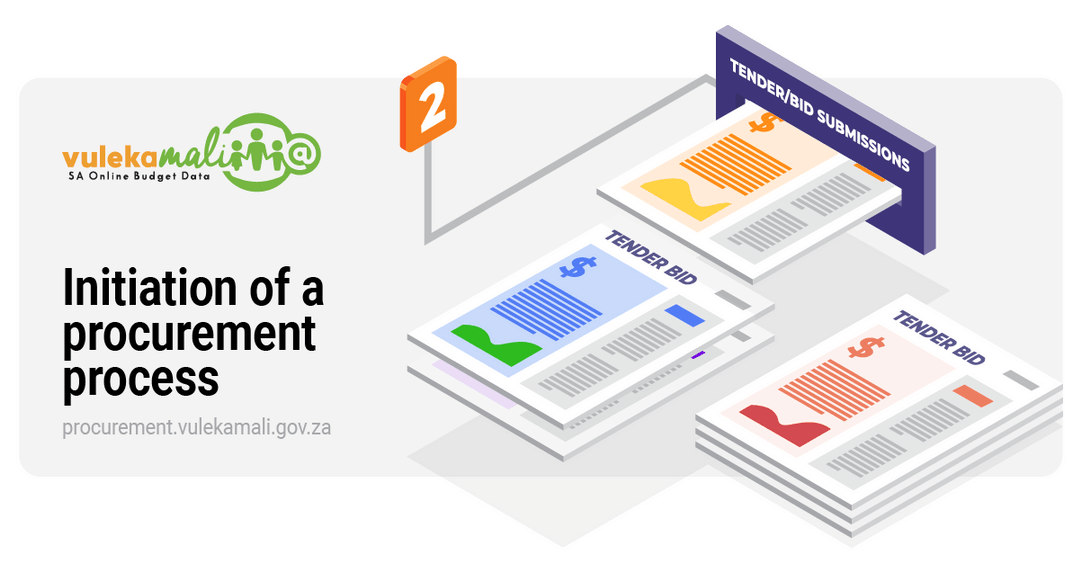 vulekamali@
SA Online Budget Data
Initiation of a
procurement
process
procurement.vulekamali.gov.za
2
TENDER/BID SUBMISSIONS
$
TENDER BID
$
TENDER BID
$